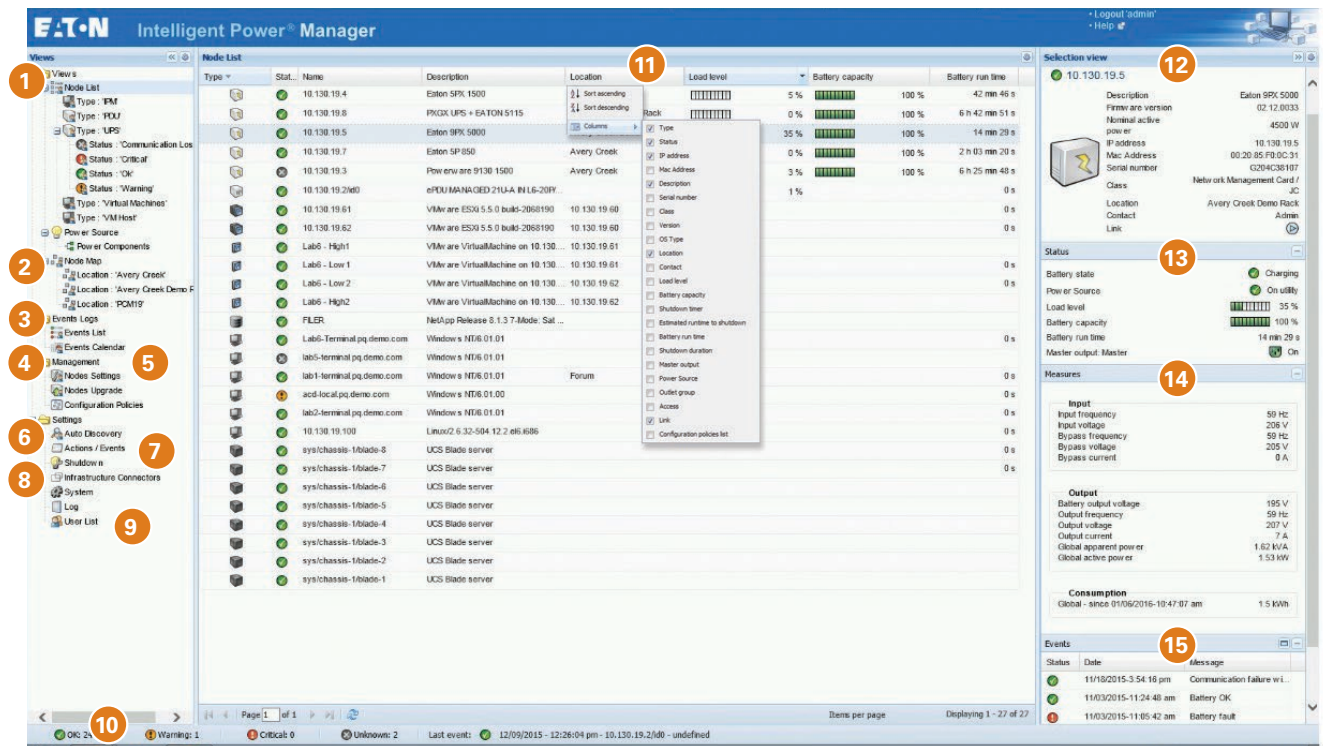 EATON Intelligent Power® Manager
Logout 'admin'
Help
Views
Views
Node List
Type : 'IPM'
Type : 'PDU'
Type : 'UPS'
Status : 'Communication Los
Status : 'Critical'
Status : 'Ok'
Status : 'Warning'
Type : 'Virtual Machines'
Type : 'VM Host'
Power Source
Power Components
Node Map
Location : 'Avery Creek'
Location : 'Avery Creek Demo R
Location : 'PCM19'
Events Logs
Events List
Events Calendar
Management
Nodes Settings
Nodes Upgrade
Configuration Policies
Settings
Auto Discovery
Actions / Events
Shutdown
Infrastructure Connectors
System
Log
User List
1
2
3
4
5
6
7
8
9
10
11
12
13
14
15
Node List
Type Stat... Name Description Location Load level Battery capacity Battery run time
10.130.19.4 Eaton 5PX 1500 5 % 100 % 42 min 46 s
10.130.19.8 PXGX UPS + EATON 5115 Rack 0 % 100 % 6 h 42 min 51 s
10.130.19.5 Eaton 9PX 5000 35 % 100 % 14 min 29 s
10.130.19.7 Eaton 5P 850 Avery Creek 0 % 100 % 2 h 03 min 20 s
10.130.19.3 Powerware 9130 1500 Avery Creek 3 % 100 % 6 h 25 min 48 s
10.130.19.2/id0 ePDU MANAGED 21U-A IN L6-20P/... 1 % 0 s
10.130.19.61 VMware ESXi 5.5.0 build-2068190 10.130.19.60 0 s
10.130.19.62 VMware ESXi 5.5.0 build-2068190 10.130.19.60 0 s
Lab6 - High1 VMware VirtualMachine on 10.130.... 10.130.19.61
Lab6 - Low1 VMware VirtualMachine on 10.130.... 10.130.19.61 0 s
Lab6 - Low2 VMware VirtualMachine on 10.130.... 10.130.19.62 0 s
Lab6 - High2 VMware VirtualMachine on 10.130.... 10.130.19.62
FILER NetApp Release 8.1.3 7-Mode: Sat ...
Lab6-Terminal.pq.demo.com Windows NT/6.01.01 0 s
lab5-terminal.pq.demo.com Windows NT/6.01.01
lab1-terminal.pq.demo.com Windows NT/6.01.01 Forum 0 s
acd-local.pq.demo.com Windows NT/6.01.00 0 s
lab2-terminal.pq.demo.com Windows NT/6.01.01 0 s
10.130.19.100 Linux/2.6.32-504.12.2.el6.i686 0 s
sys/chassis-1/blade-8 UCS Blade server 0 s
sys/chassis-1/blade-7 UCS Blade server 0 s
sys/chassis-1/blade-6 UCS Blade server
sys/chassis-1/blade-5 UCS Blade server
sys/chassis-1/blade-4 UCS Blade server
sys/chassis-1/blade-3 UCS Blade server
sys/chassis-1/blade-2 UCS Blade server
sys/chassis-1/blade-1 UCS Blade server
Sort ascending
Sort descending
Columns
Type
Status
IP address
Mac Address
Description
Serial number
Class
Version
OS Type
Location
Contact
Load level
Battery capacity
Shutdown timer
Estimated runtime to shutdown
Battery run time
Shutdown duration
Master output
Power Source
Outlet group
Access
Link
Configuration policies list
Page 1 of 1 Items per page Displaying 1 - 27 of 27
Selection view
10.130.19.5
Description Eaton 9PX 5000
Firmware version 02.12.0033
Nominal active power 4500 W
IP address 10.130.19.5
Mac Address 00:20:85:F0:0C:31
Serial number G204C38107
Class Network Management Card / JC
Location Avery Creek Demo Rack
Contact Admin
Link
Status
Battery state Charging
Power Source On utility
Load level 35 %
Battery capacity 100 %
Battery run time 14 min 29 s
Master output: Master On
Measures
Input
Input frequency 59 Hz
Input voltage 206 V
Bypass frequency 59 Hz
Bypass voltage 205 V
Bypass current 0 A
Output
Battery output voltage 195 V
Output frequency 59 Hz
Output voltage 207 V
Output current 7 A
Global apparent power 1.62 kVA
Global active power 1.53 kW
Consumption
Global - since 01/06/2016-10:47:07 am 1.5 kWh
Events
Status Date Message
11/18/2015-3:54:16 pm Communication failure wi...
11/03/2015-11:24:48 am Battery OK
11/03/2015-11:05:42 am Battery fault
OK: Warning: 1 Critical: 0 Unknown: 2 Last event: 12/09/2015 - 12:26:04 pm - 10.130.19.2/id0 - undefined